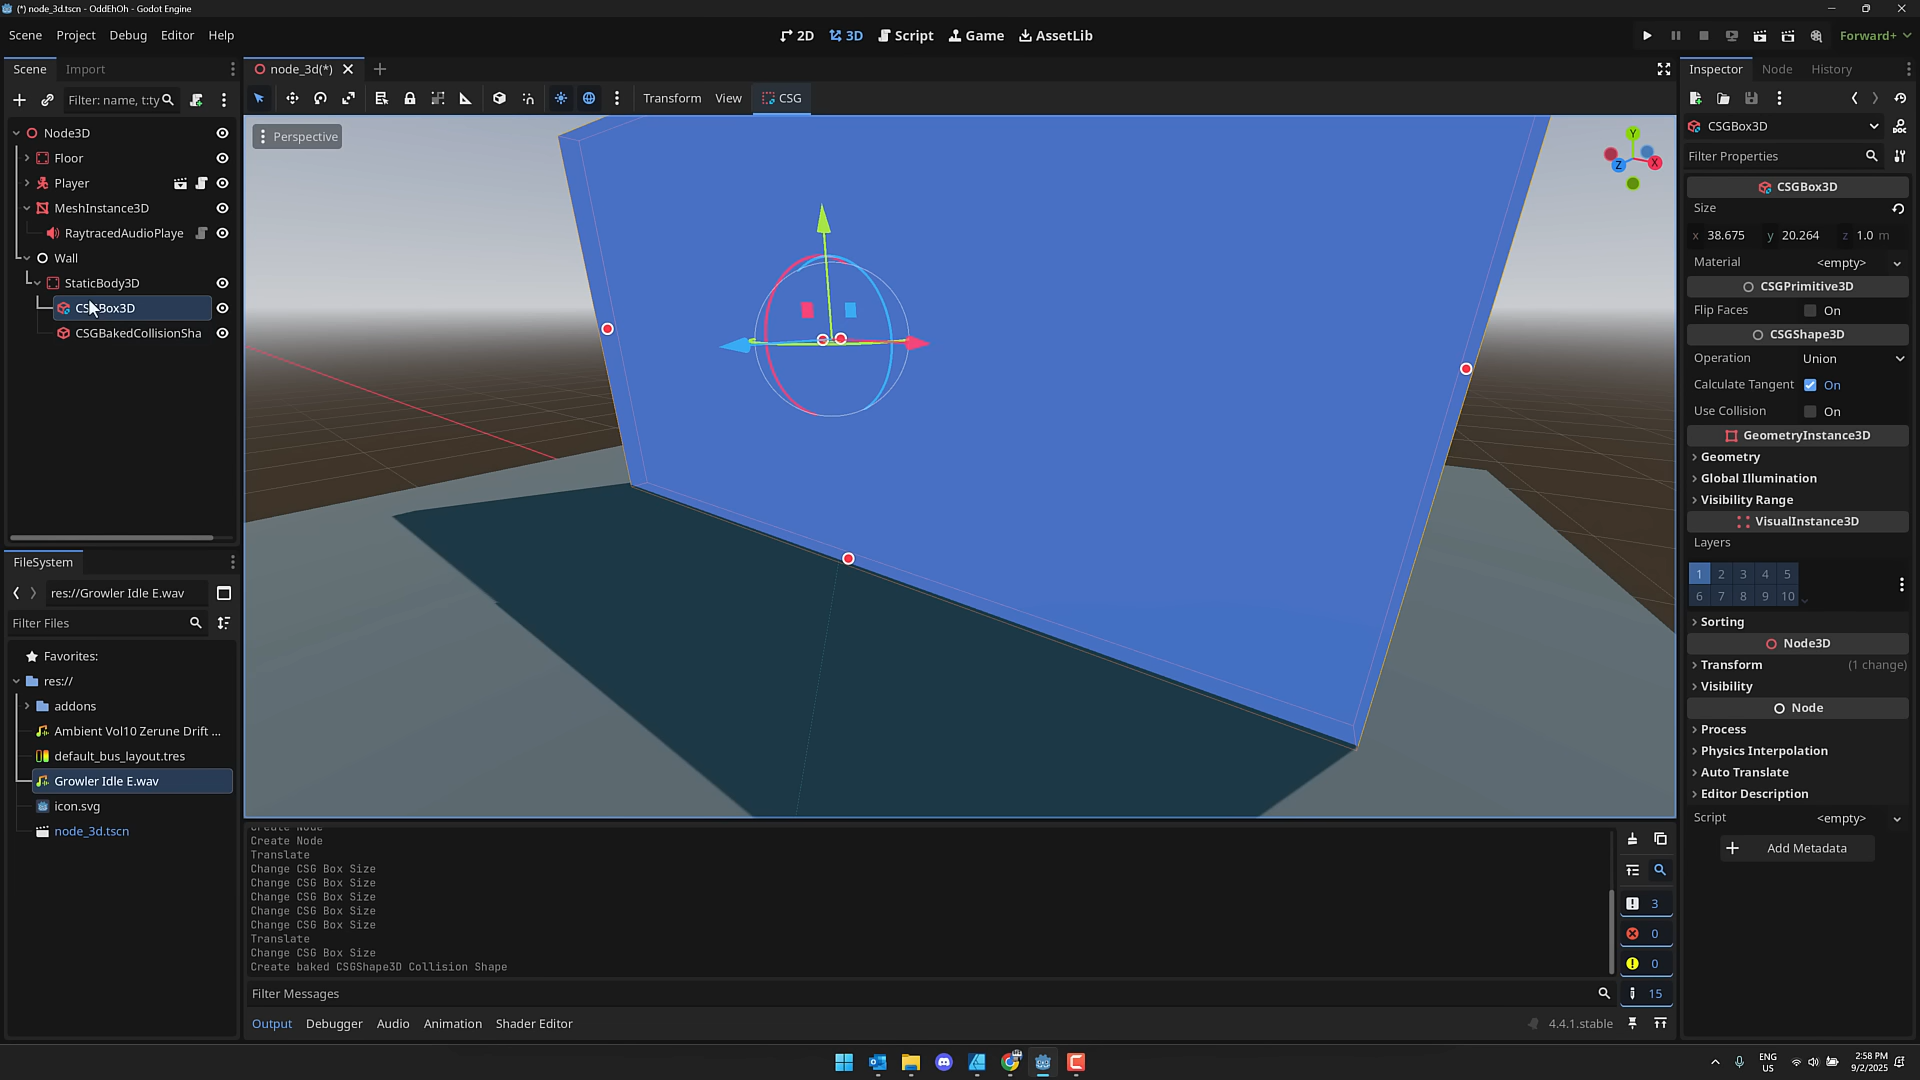 (*) node_3d.tscn - OddEhOh - Godot Engine
Scene Project Debug Editor Help
2D 3D Script Game AssetLib
Forward+
Scene Import
Filter: name, t:ty
Node3D
Floor
Player
MeshInstance3D
RaytracedAudioPlaye
Wall
StaticBody3D
CSGBox3D
CSGBakedCollisionSha
FileSystem
res://Growler Idle E.wav
Filter Files
Favorites:
res://
addons
Ambient Vol10 Zerune Drift ...
default_bus_layout.tres
Growler Idle E.wav
icon.svg
node_3d.tscn
node_3d(*)
Transform View CSG
Perspective
Y
Z
X
Create Node
Create Node
Translate
Change CSG Box Size
Change CSG Box Size
Change CSG Box Size
Change CSG Box Size
Change CSG Box Size
Translate
Change CSG Box Size
Create baked CSGShape3D Collision Shape
3
0
0
15
Filter Messages
Output Debugger Audio Animation Shader Editor
4.4.1.stable
Inspector Node History
CSGBox3D
DOC
Filter Properties
CSGBox3D
Size
x 38.675 y 20.264 z 1.0 m
Material <empty>
CSGPrimitive3D
Flip Faces On
CSGShape3D
Operation Union
Calculate Tangent On
Use Collision On
GeometryInstance3D
Geometry
Global Illumination
Visibility Range
VisualInstance3D
Layers
1 2 3 4 5
6 7 8 9 10
Sorting
Node3D
Transform (1 change)
Visibility
Node
Process
Physics Interpolation
Auto Translate
Editor Description
Script <empty>
Add Metadata
ENG
US
2:58 PM
9/2/2025